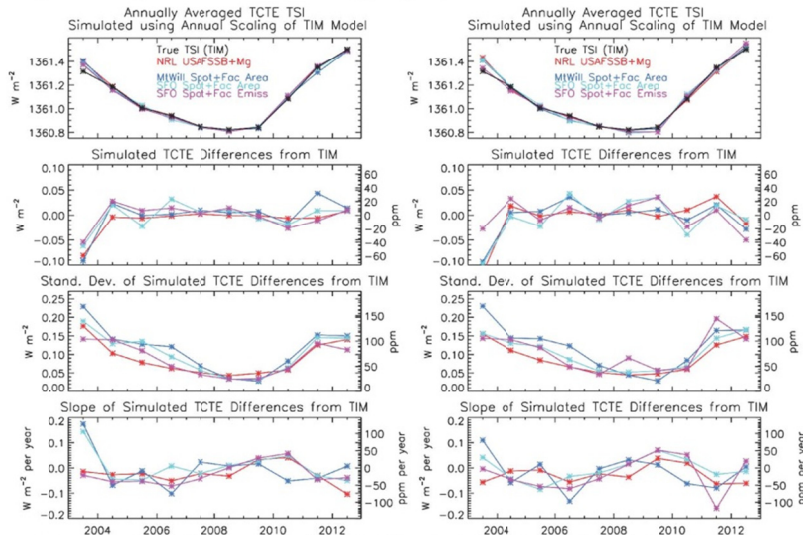 Annually Averaged TCTE TSI
Simulated using Annual Scaling of TIM Model
W m-2
1361.4
1361.2
1361.0
1360.8
True TSI (TIM)
NRL USAFSSB+Mg
MtWill Spot+Fac Area
SFO Spot+Fac Area
SFO Spot+Fac Emiss
Simulated TCTE Differences from TIM
W m-2
0.10
0.05
0.00
-0.05
-0.10
60
40
20
0
-20
-40
-60
ppm
Stand. Dev. of Simulated TCTE Differences from TIM
W m-2
0.25
0.20
0.15
0.10
0.05
0.00
150
100
50
0
ppm
Slope of Simulated TCTE Differences from TIM
W m-2 per year
0.2
0.1
0.0
-0.1
-0.2
100
50
0
-50
-100
ppm per year
2004 2006 2008 2010 2012
Annually Averaged TCTE TSI
Simulated using Annual Scaling of TIM Model
W m-2
1361.4
1361.2
1361.0
1360.8
True TSI (TIM)
NRL USAFSSB+Mg
MtWill Spot+Fac Area
SFO Spot+Fac Area
SFO Spot+Fac Emiss
Simulated TCTE Differences from TIM
W m-2
0.10
0.05
0.00
-0.05
-0.10
60
40
20
0
-20
-40
-60
ppm
Stand. Dev. of Simulated TCTE Differences from TIM
W m-2
0.25
0.20
0.15
0.10
0.05
0.00
150
100
50
0
ppm
Slope of Simulated TCTE Differences from TIM
W m-2 per year
0.2
0.1
0.0
-0.1
-0.2
100
50
0
-50
-100
ppm per year
2004 2006 2008 2010 2012